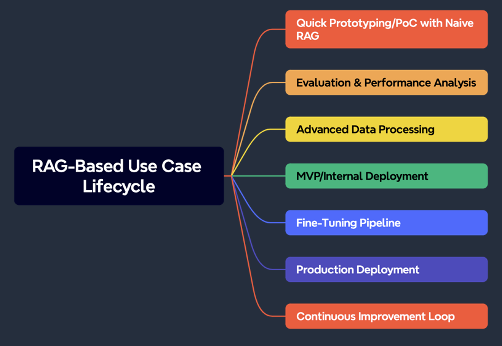 RAG-Based Use Case
Lifecycle
Quick Prototyping/PoC with Naive
RAG
Evaluation & Performance Analysis
Advanced Data Processing
MVP/Internal Deployment
Fine-Tuning Pipeline
Production Deployment
Continuous Improvement Loop